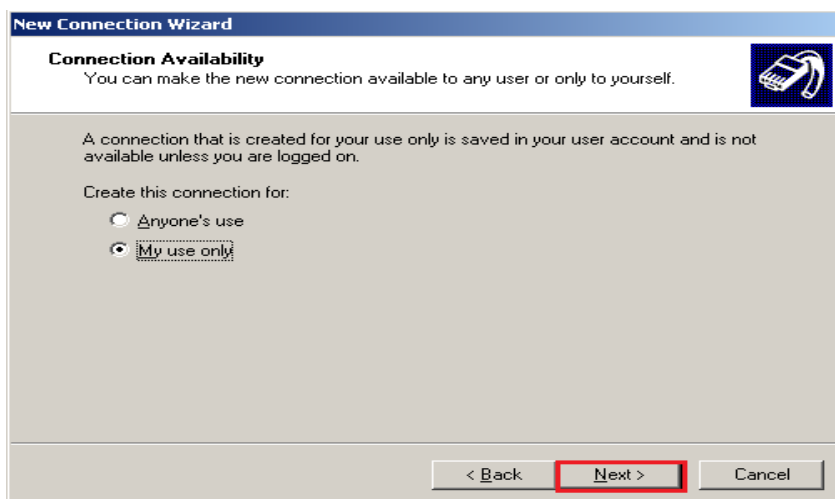 New Connection Wizard
Connection Availability
You can make the new connection available to any user or only to yourself.
A connection that is created for your use only is saved in your user account and is not
available unless you are logged on.
Create this connection for:
Anyone's use
My use only
< Back Next > Cancel